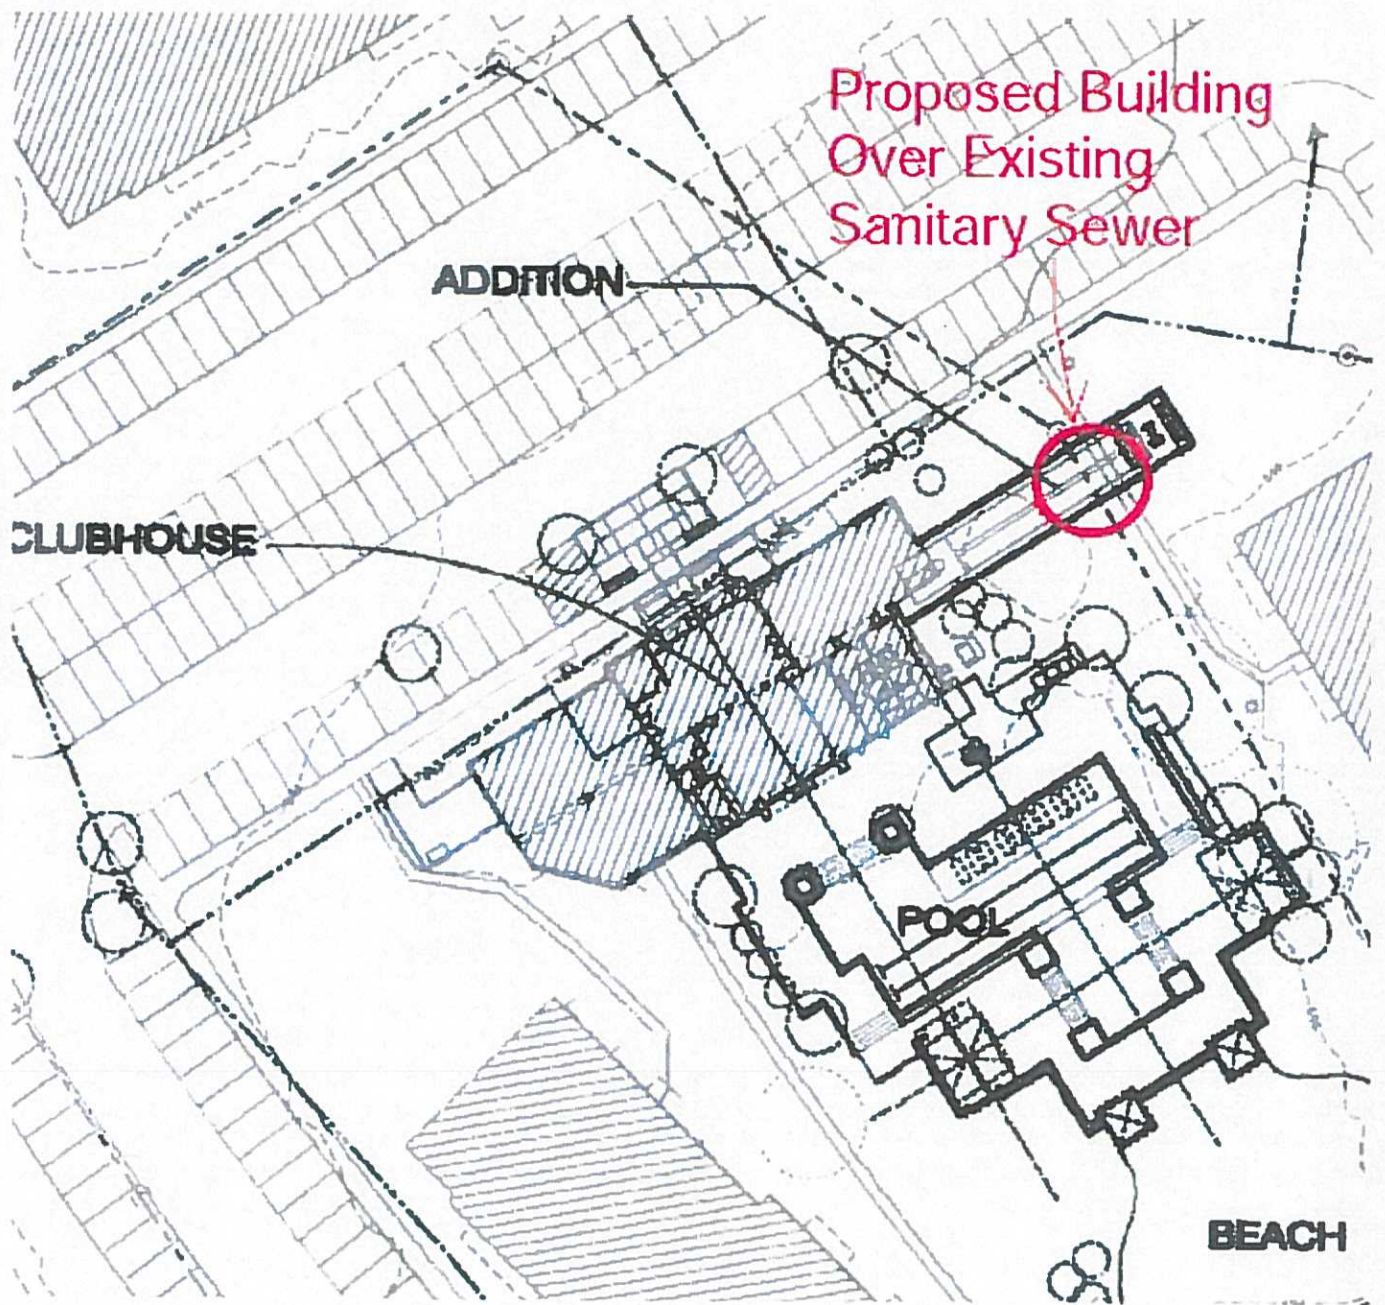 Proposed Building
Over Existing
Sanitary Sewer
ADDITION
CLUBHOUSE
POOL
BEACH